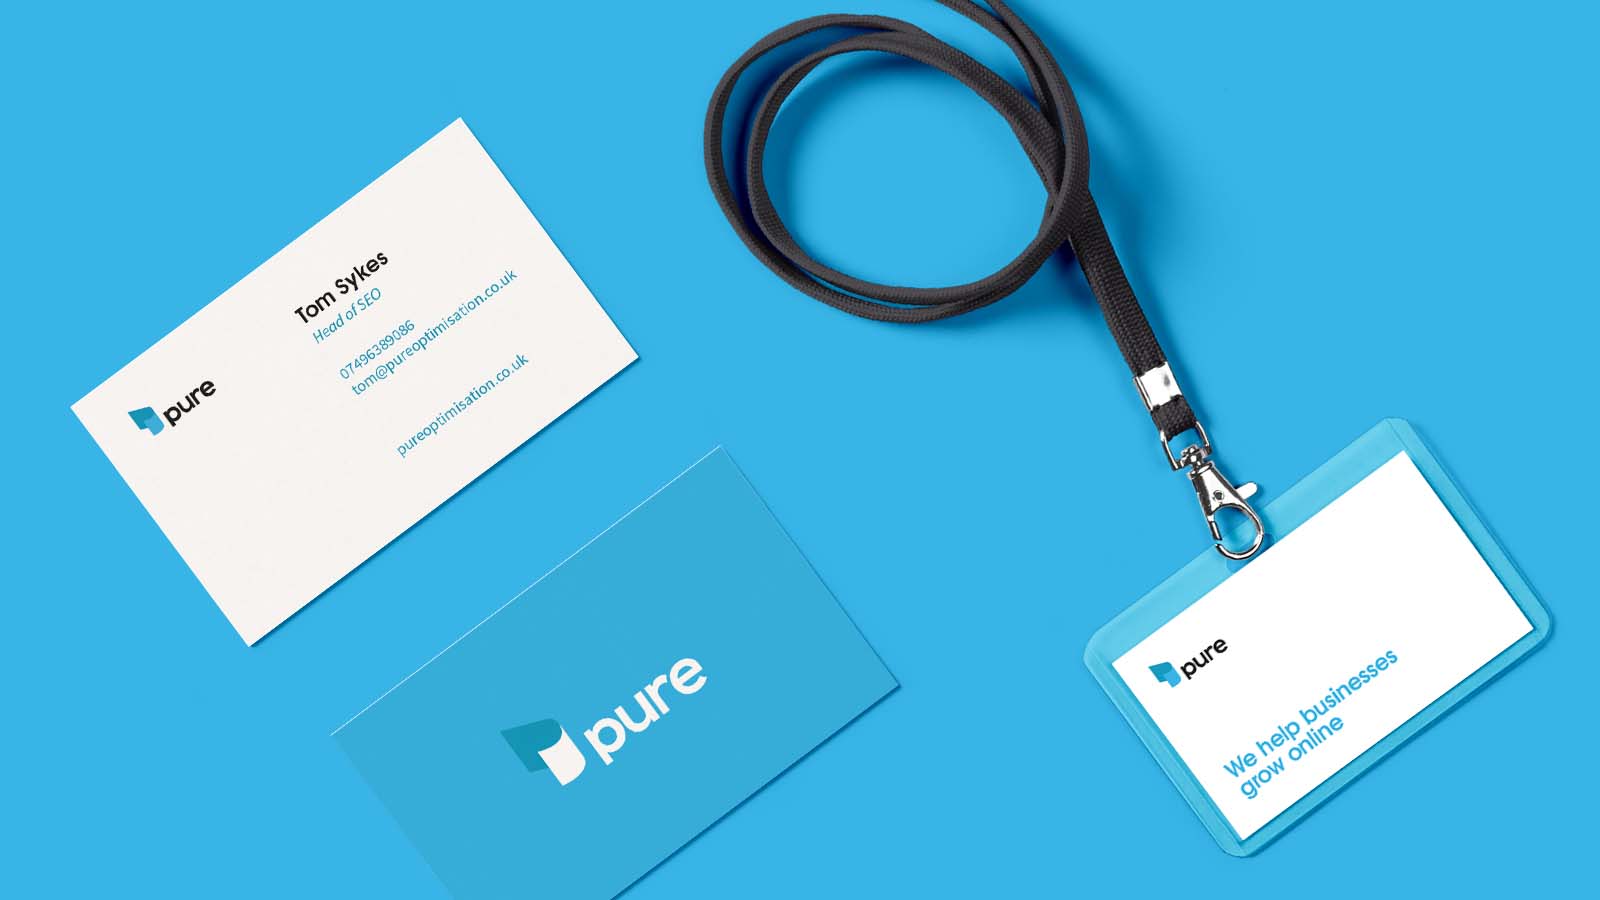 Tom Sykes
Head of SEO
07496389086
tom@pureoptimisation.co.uk
pureoptimisation.co.uk
pure
pure
pure
We help businesses
grow online